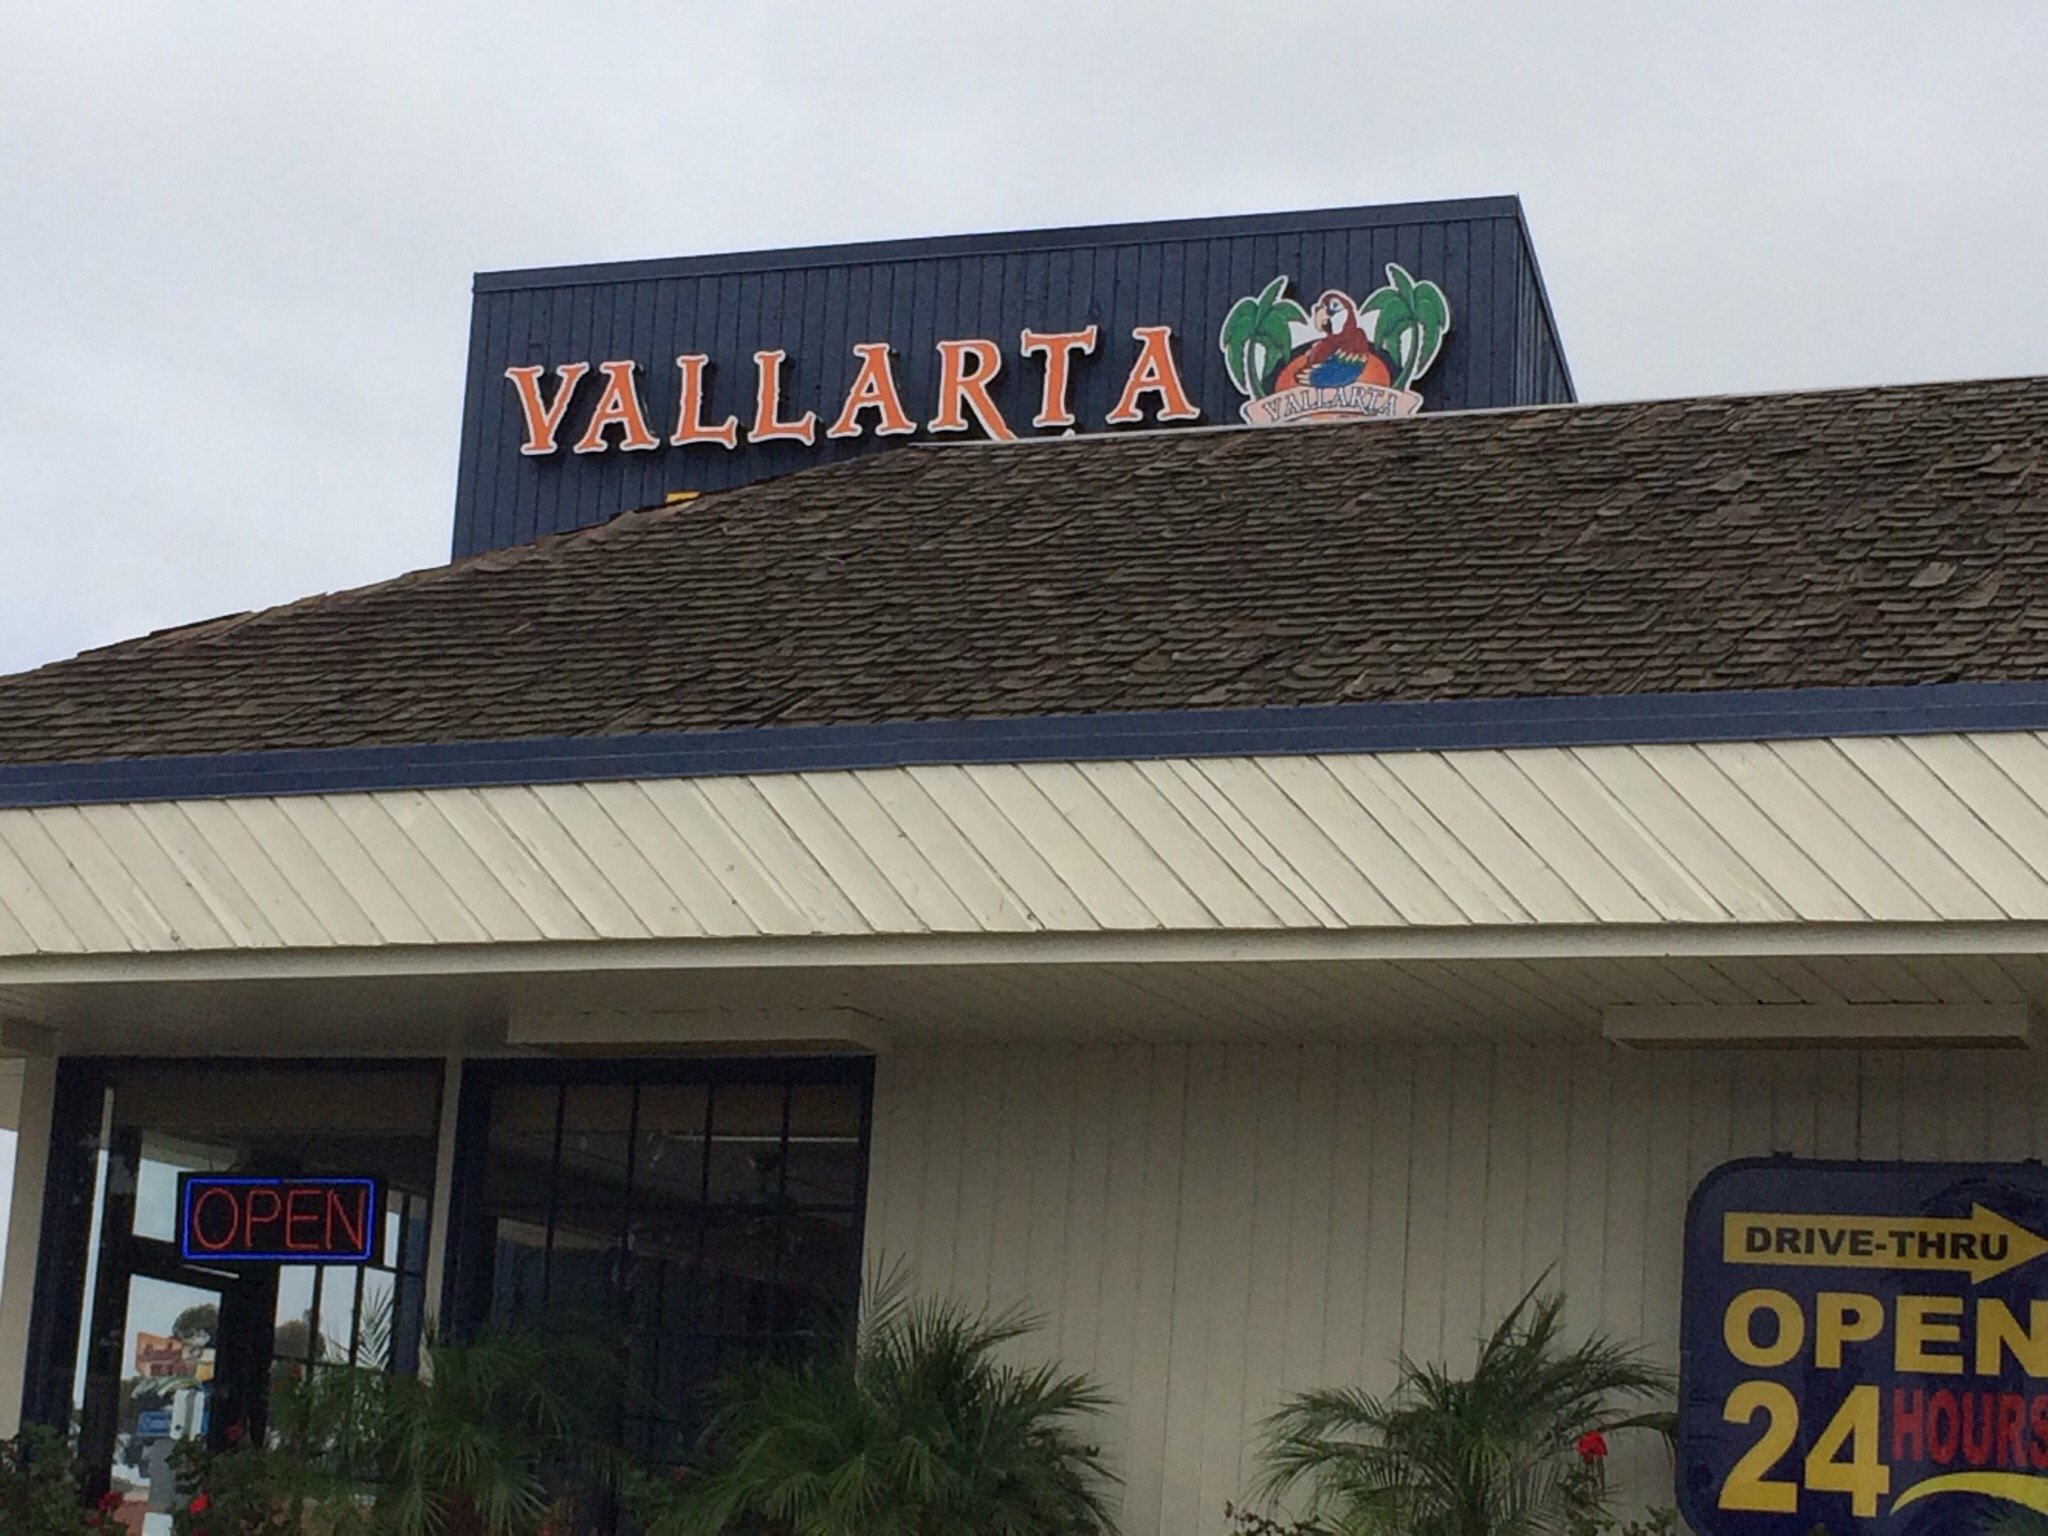 VALLARTA
VALLARTA
OPEN
DRIVE-THRU
OPEN
24 HOURS